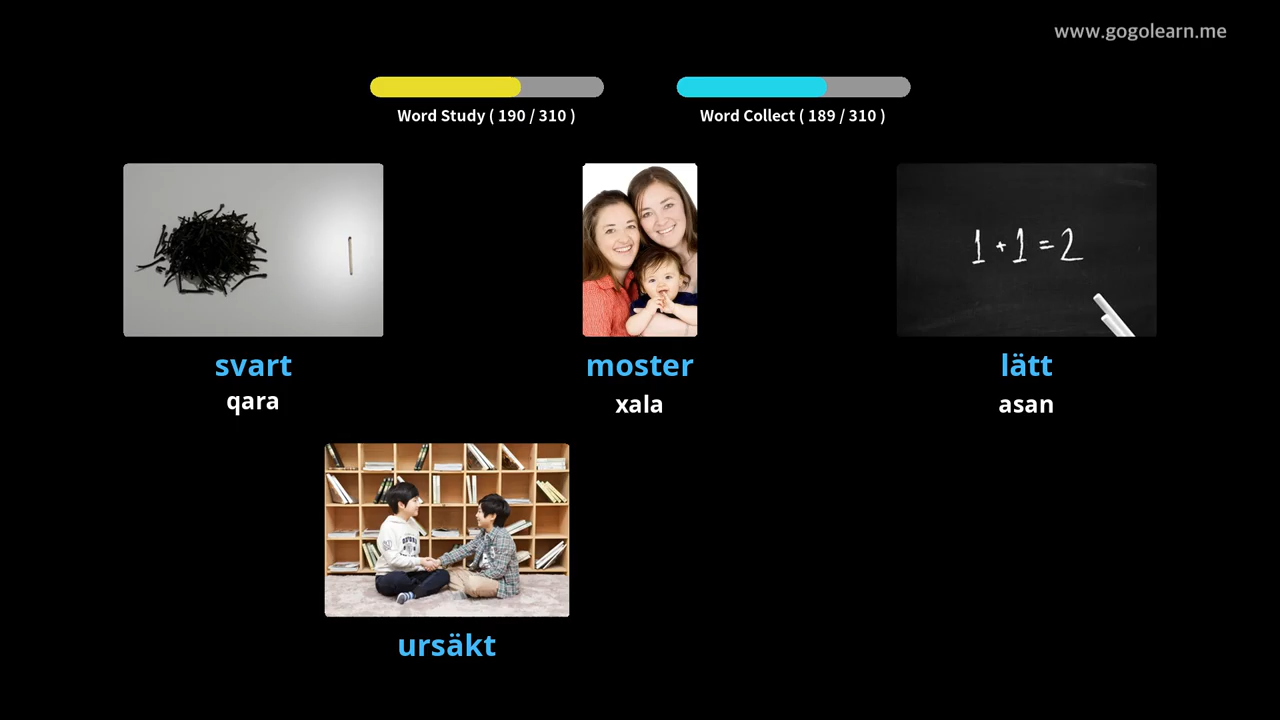 www.gogolearn.me
Word Study ( 190 / 310 )
Word Collect ( 189 / 310 )
1 + 1 = 2
svart
qara
moster
xala
lätt
asan
ursäkt